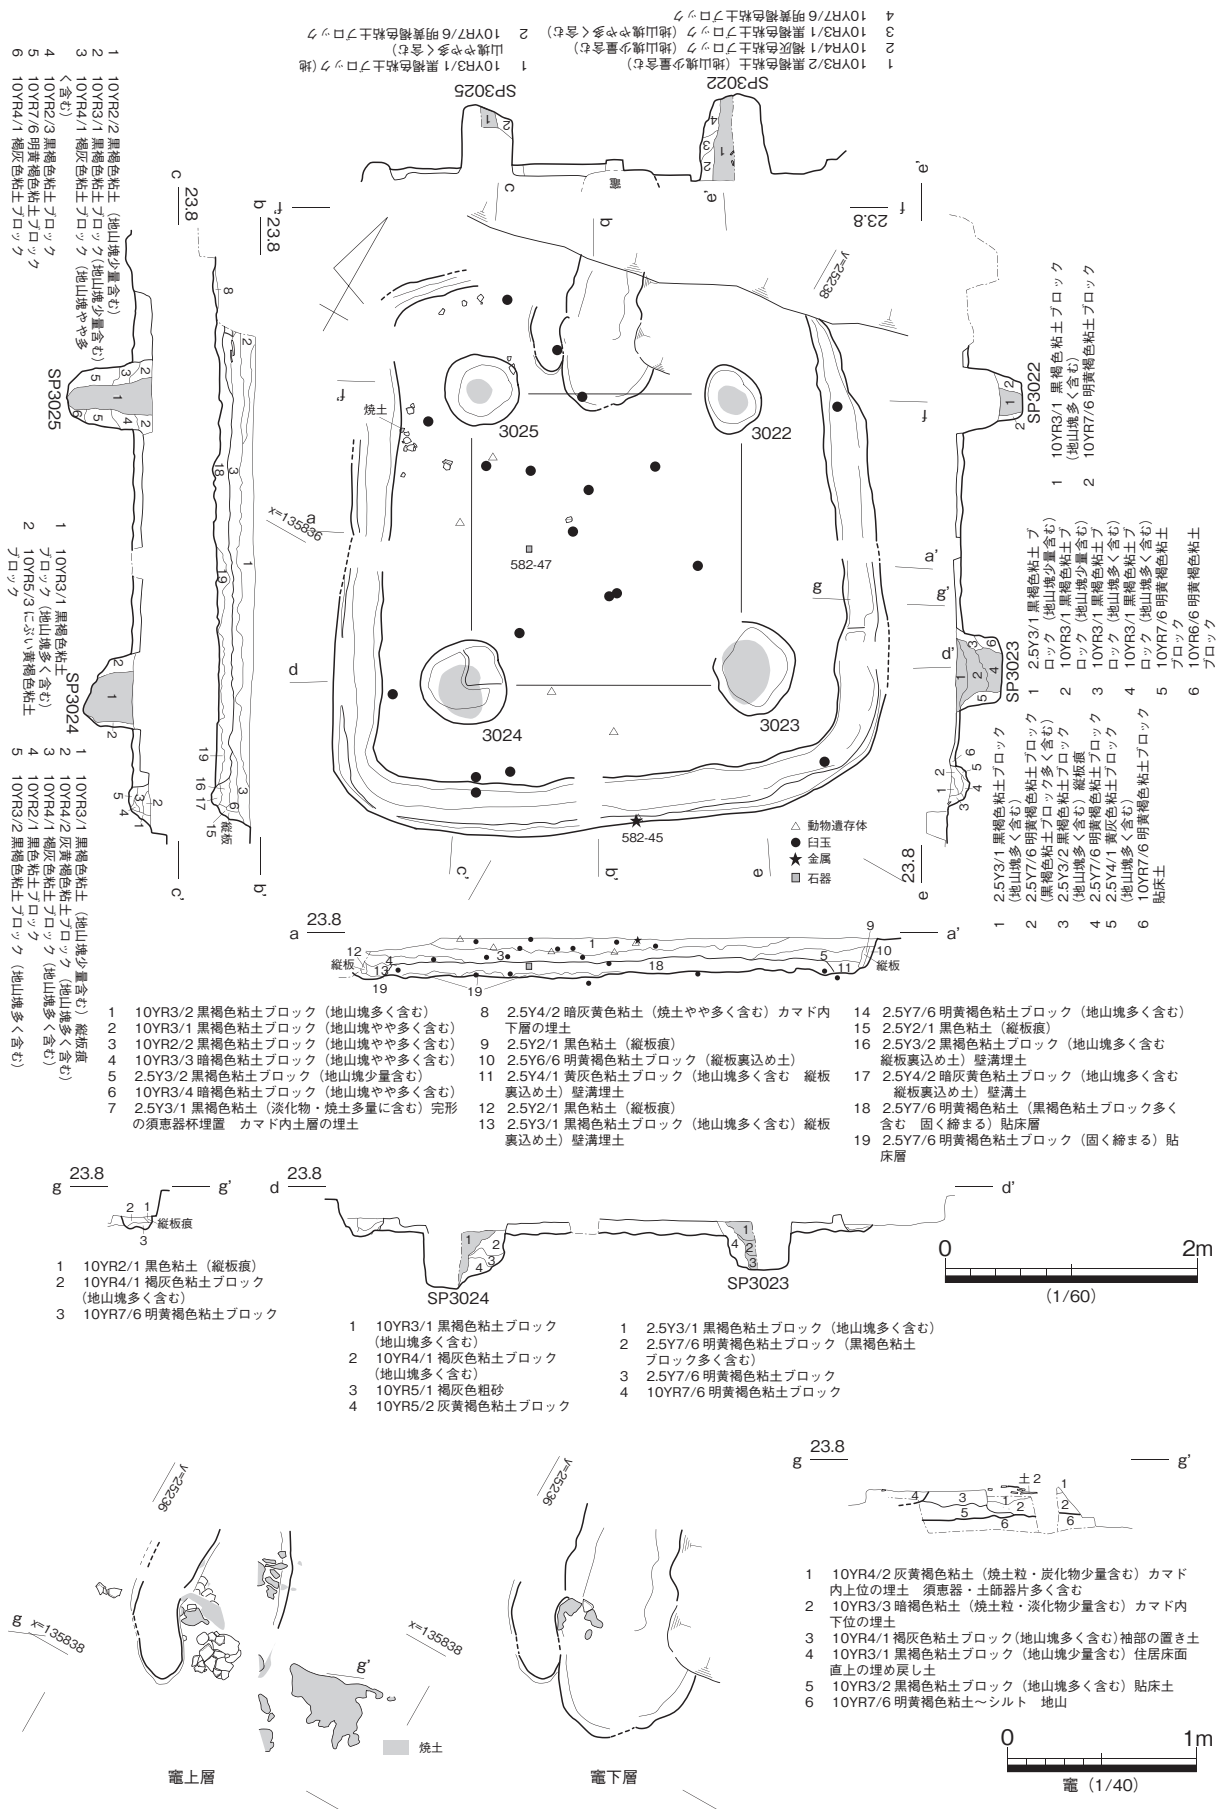 4 10YR7/6 明黄褐色粘土ブロック
3 10YR3/1 黒褐色粘土ブロック（地山塊やや多く含む）
2 10YR4/1 褐灰色粘土ブロック（地山塊少量含む）
1 10YR3/2 黒褐色粘土（地山塊少量含む）
SP3022
2 10YR7/6 明黄褐色粘土ブロック
1 10YR3/1 黒褐色粘土ブロック（地
山塊やや多く含む）
SP3025
1 10YR2/2 黒褐色粘土（地山塊少量含む）
2 10YR3/1 黒褐色粘土ブロック（地山塊少量含む）
3 10YR4/1 褐灰色粘土ブロック（地山塊やや多
く含む）
4 10YR2/3 黒褐色粘土ブロック
5 10YR7/6 明黄褐色粘土ブロック
6 10YR4/1 褐灰色粘土ブロック
SP3025
1 10YR3/1 黒褐色粘土
ブロック（地山塊多く含む）
2 10YR5/3 にぶい黄褐色粘土
ブロック
SP3024
1 10YR3/1 黒褐色粘土（地山塊少量含む）縦板痕
2 10YR4/2 灰黄褐色粘土ブロック（地山塊多く含む）
3 10YR4/1 褐灰色粘土ブロック（地山塊多く含む）
4 10YR2/1 黒色粘土ブロック
5 10YR3/2 黒褐色粘土ブロック（地山塊多く含む）
c 23.8
b 23.8
f' 23.8 f
e'
竈
y=25238
焼土
3025
3022
x=135836
a
a'
g
g'
582-47
d
d'
3024
3023
582-45
△ 動物遺存体
● 臼玉
★ 金属
石器
c'
b'
e
23.8
縦板
SP3022
1 10YR3/1 黒褐色粘土ブロック
（地山塊多く含む）
2 10YR7/6 明黄褐色粘土ブロック
SP3023
1 2.5Y3/1 黒褐色粘土ブ
ロック（地山塊少量含む）
2 10YR3/1 黒褐色粘土ブ
ロック（地山塊少量含む）
3 10YR3/1 黒褐色粘土ブ
ロック（地山塊多く含む）
4 10YR3/1 黒褐色粘土ブ
ロック（地山塊多く含む）
5 10YR7/6 明黄褐色粘土
ブロック
6 10YR6/6 明黄褐色粘土
ブロック
1 2.5Y3/1 黒褐色粘土ブロック
（地山塊多く含む）
2 2.5Y7/6 明黄褐色粘土ブロック
（黒褐色粘土ブロック多く含む）
3 2.5Y3/2 黒褐色粘土ブロック
（地山塊多く含む）縦板痕
4 2.5Y7/6 明黄褐色粘土ブロック
5 2.5Y4/1 黄灰色粘土ブロック
（地山塊多く含む）
6 10YR7/6 明黄褐色粘土ブロック
貼床土
a 23.8 a'
縦板 縦板
1 10YR3/2 黒褐色粘土ブロック（地山塊多く含む）
2 10YR3/1 黒褐色粘土ブロック（地山塊やや多く含む）
3 10YR2/2 黒褐色粘土ブロック（地山塊やや多く含む）
4 10YR3/3 暗褐色粘土ブロック（地山塊やや多く含む）
5 2.5Y3/2 黒褐色粘土ブロック（地山塊少量含む）
6 10YR3/4 暗褐色粘土ブロック（地山塊やや多く含む）
7 2.5Y3/1 黒褐色粘土（淡化物・焼土多量に含む）完形
の須恵器杯埋置　カマド内土層の埋土
8 2.5Y4/2 暗灰黄色粘土（焼土やや多く含む）カマド内
下層の埋土
9 2.5Y2/1 黒色粘土（縦板痕）
10 2.5Y6/6 明黄褐色粘土ブロック（縦板裏込め土）
11 2.5Y4/1 黄灰色粘土ブロック（地山塊多く含む　縦板
裏込め土）壁溝埋土
12 2.5Y2/1 黒色粘土（縦板痕）
13 2.5Y3/1 黒褐色粘土ブロック（地山塊多く含む）縦板
裏込め土）壁溝埋土
14 2.5Y7/6 明黄褐色粘土ブロック（地山塊多く含む）
15 2.5Y2/1 黒色粘土（縦板痕）
16 2.5Y3/2 黒褐色粘土ブロック（地山塊多く含む
縦板裏込め土）壁溝埋土
17 2.5Y4/2 暗灰黄色粘土ブロック（地山塊多く含む
縦板裏込め土）壁溝土
18 2.5Y7/6 明黄褐色粘土（黒褐色粘土ブロック多く
含む　固く締まる）貼床層
19 2.5Y7/6 明黄褐色粘土ブロック（固く締まる）貼
床層
g 23.8 g'
縦板痕
1 10YR2/1 黒色粘土（縦板痕）
2 10YR4/1 褐灰色粘土ブロック
（地山塊多く含む）
3 10YR7/6 明黄褐色粘土ブロック
d 23.8 d'
SP3024
SP3023
1 10YR3/1 黒褐色粘土ブロック
（地山塊多く含む）
2 10YR4/1 褐灰色粘土ブロック
（地山塊多く含む）
3 10YR5/1 褐灰色粗砂
4 10YR5/2 灰黄褐色粘土ブロック
1 2.5Y3/1 黒褐色粘土ブロック（地山塊多く含む）
2 2.5Y7/6 明黄褐色粘土ブロック（黒褐色粘土
ブロック多く含む）
3 2.5Y7/6 明黄褐色粘土ブロック
4 10YR7/6 明黄褐色粘土ブロック
0 2m
(1/60)
y=25236
g x=135838
g'
焼土
竈上層
y=25236
x=135838
竈下層
g 23.8 g'
土2
1 10YR4/2 灰黄褐色粘土（焼土粒・炭化物少量含む）カマド
内上位の埋土　須恵器・土師器片多く含む
2 10YR3/3 暗褐色粘土（焼土粒・淡化物少量含む）カマド内
下位の埋土
3 10YR4/1 褐灰色粘土ブロック（地山塊多く含む）袖部の置き土
4 10YR3/1 黒褐色粘土ブロック（地山塊少量含む）住居床面
直上の埋め戻し土
5 10YR3/2 黒褐色粘土ブロック（地山塊多く含む）貼床土
6 10YR7/6 明黄褐色粘土～シルト　地山
0 1m
竈（1/40）